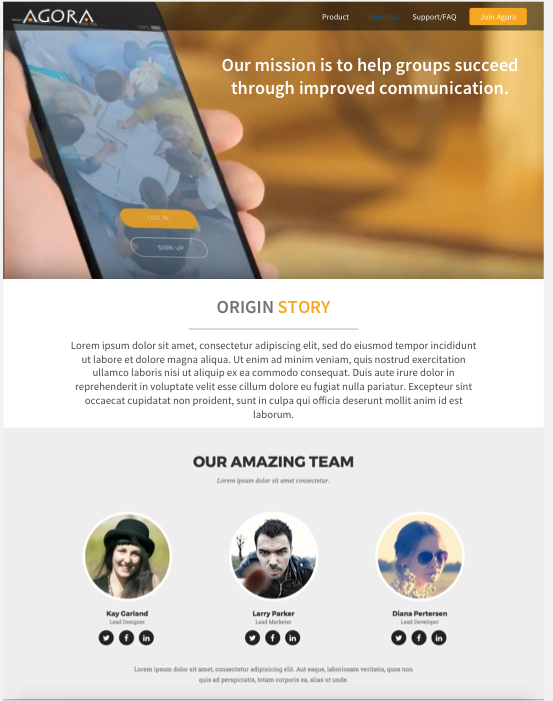 AGORA
Product About Us Support/FAQ Join Agora
Our mission is to help groups succeed
through improved communication.
LOG IN
SIGN UP
ORIGIN STORY
Lorem ipsum dolor sit amet, consectetur adipiscing elit, sed do eiusmod tempor incididunt
ut labore et dolore magna aliqua. Ut enim ad minim veniam, quis nostrud exercitation
ullamco laboris nisi ut aliquip ex ea commodo consequat. Duis aute irure dolor in
reprehenderit in voluptate velit esse cillum dolore eu fugiat nulla pariatur. Excepteur sint
occaecat cupidatat non proident, sunt in culpa qui officia deserunt mollit anim id est
laborum.
OUR AMAZING TEAM
Lorem ipsum dolor sit amet consectetur.
Kay Garland
Lead Designer
Larry Parker
Lead Marketer
Diana Pertersen
Lead Developer
Lorem ipsum dolor sit amet, consectetur adipisicing elit. Aut eaque, laboriosam veritatis, quos non
quis ad perspiciatis, totam corporis ea, alias ut unde.